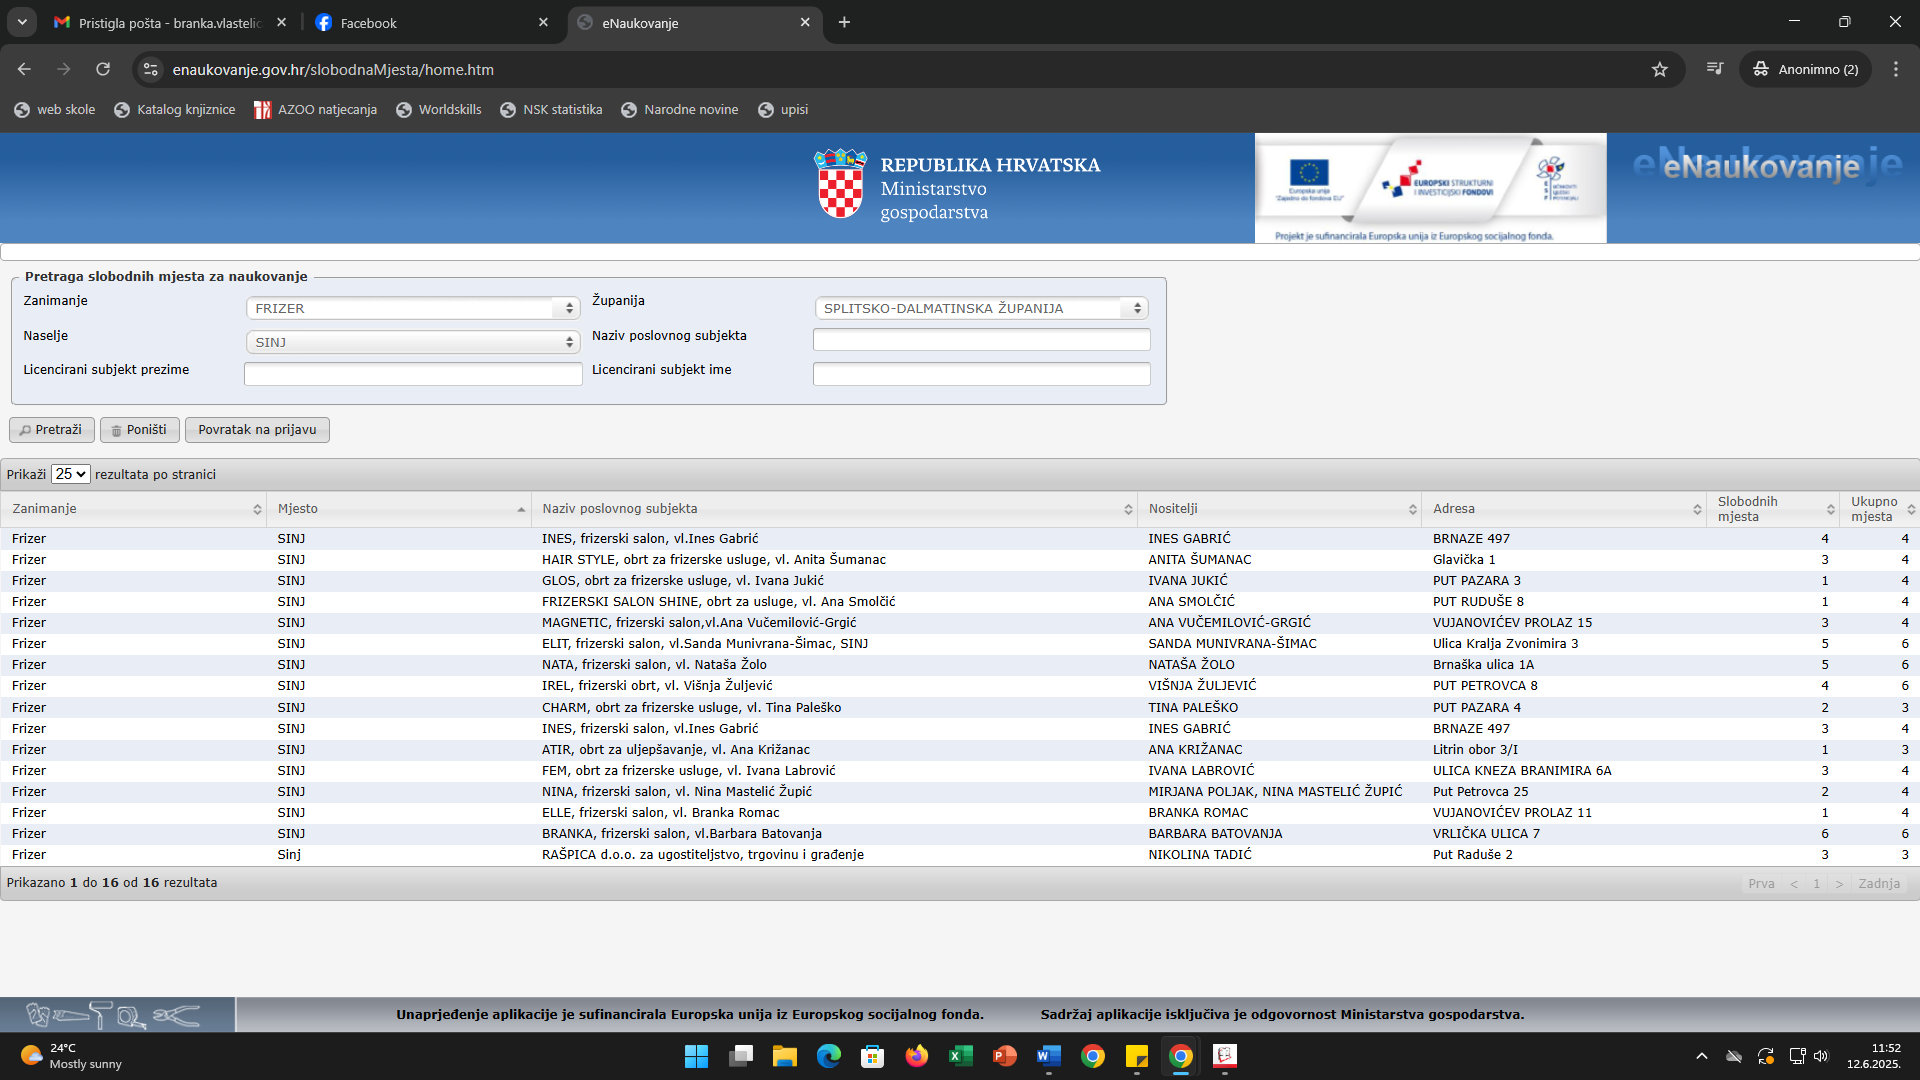 Pristigla pošta - branka.vlastelic
Facebook
eNaukovanje
enaukovanje.gov.hr/slobodnaMjesta/home.htm
Anonimno (2)
web skole
Katalog knjiznice
AZOO natjecanja
Worldskills
NSK statistika
Narodne novine
upisi
REPUBLIKA HRVATSKA
Ministarstvo
gospodarstva
Europska unija
"Zajedno do fondova EU"
EUROPSKI STRUKTURNI
I INVESTICIJSKI FONDOVI
Projekt je sufinancirala Europska unija iz Europskog socijalnog fonda.
eNaukovanje
Pretraga slobodnih mjesta za naukovanje
Zanimanje FRIZER Županija SPLITSKO-DALMATINSKA ŽUPANIJA
Naselje SINJ Naziv poslovnog subjekta
Licencirani subjekt prezime Licencirani subjekt ime
Pretraži Poništi Povratak na prijavu
Prikaži 25 rezultata po stranici
Zanimanje Mjesto Naziv poslovnog subjekta Nositelji Adresa Slobodnih mjesta Ukupno mjesta
Frizer SINJ INES, frizerski salon, vl.Ines Gabrić INES GABRIĆ BRNAZE 497 4 4
Frizer SINJ HAIR STYLE, obrt za frizerske usluge, vl. Anita Šumanac ANITA ŠUMANAC Glavička 1 3 4
Frizer SINJ GLOS, obrt za frizerske usluge, vl. Ivana Jukić IVANA JUKIĆ PUT PAZARA 3 1 4
Frizer SINJ FRIZERSKI SALON SHINE, obrt za usluge, vl. Ana Smolčić ANA SMOLČIĆ PUT RUDUŠE 8 1 4
Frizer SINJ MAGNETIC, frizerski salon,vl.Ana Vučemilović-Grgić ANA VUČEMILOVIĆ-GRGIĆ VUJANOVIĆEV PROLAZ 15 3 4
Frizer SINJ ELIT, frizerski salon, vl.Sanda Munivrana-Šimac, SINJ SANDA MUNIVRANA-ŠIMAC Ulica Kralja Zvonimira 3 5 6
Frizer SINJ NATA, frizerski salon, vl. Nataša Žolo NATAŠA ŽOLO Brnaška ulica 1A 5 6
Frizer SINJ IREL, frizerski obrt, vl. Višnja Žuljević VIŠNJA ŽULJEVIĆ PUT PETROVCA 8 4 6
Frizer SINJ CHARM, obrt za frizerske usluge, vl. Tina Paleško TINA PALEŠKO PUT PAZARA 4 2 3
Frizer SINJ INES, frizerski salon, vl.Ines Gabrić INES GABRIĆ BRNAZE 497 3 4
Frizer SINJ ATIR, obrt za uljepšavanje, vl. Ana Križanac ANA KRIŽANAC Litrin obor 3/I 1 3
Frizer SINJ FEM, obrt za frizerske usluge, vl. Ivana Labrović IVANA LABROVIĆ ULICA KNEZA BRANIMIRA 6A 3 4
Frizer SINJ NINA, frizerski salon, vl. Nina Mastelić Župić MIRJANA POLJAK, NINA MASTELIĆ ŽUPIĆ Put Petrovca 25 2 4
Frizer SINJ ELLE, frizerski salon, vl. Branka Romac BRANKA ROMAC VUJANOVIĆEV PROLAZ 11 1 4
Frizer SINJ BRANKA, frizerski salon, vl.Barbara Batovanja BARBARA BATOVANJA VRLIČKA ULICA 7 6 6
Frizer Sinj RAŠPICA d.o.o. za ugostiteljstvo, trgovinu i građenje NIKOLINA TADIĆ Put Raduše 2 3 3
Prikazano 1 do 16 od 16 rezultata
Prva < 1 > Zadnja
Unaprjeđenje aplikacije je sufinancirala Europska unija iz Europskog socijalnog fonda. Sadržaj aplikacije isključiva je odgovornost Ministarstva gospodarstva.
24°C
Mostly sunny
11:52
12.6.2025.